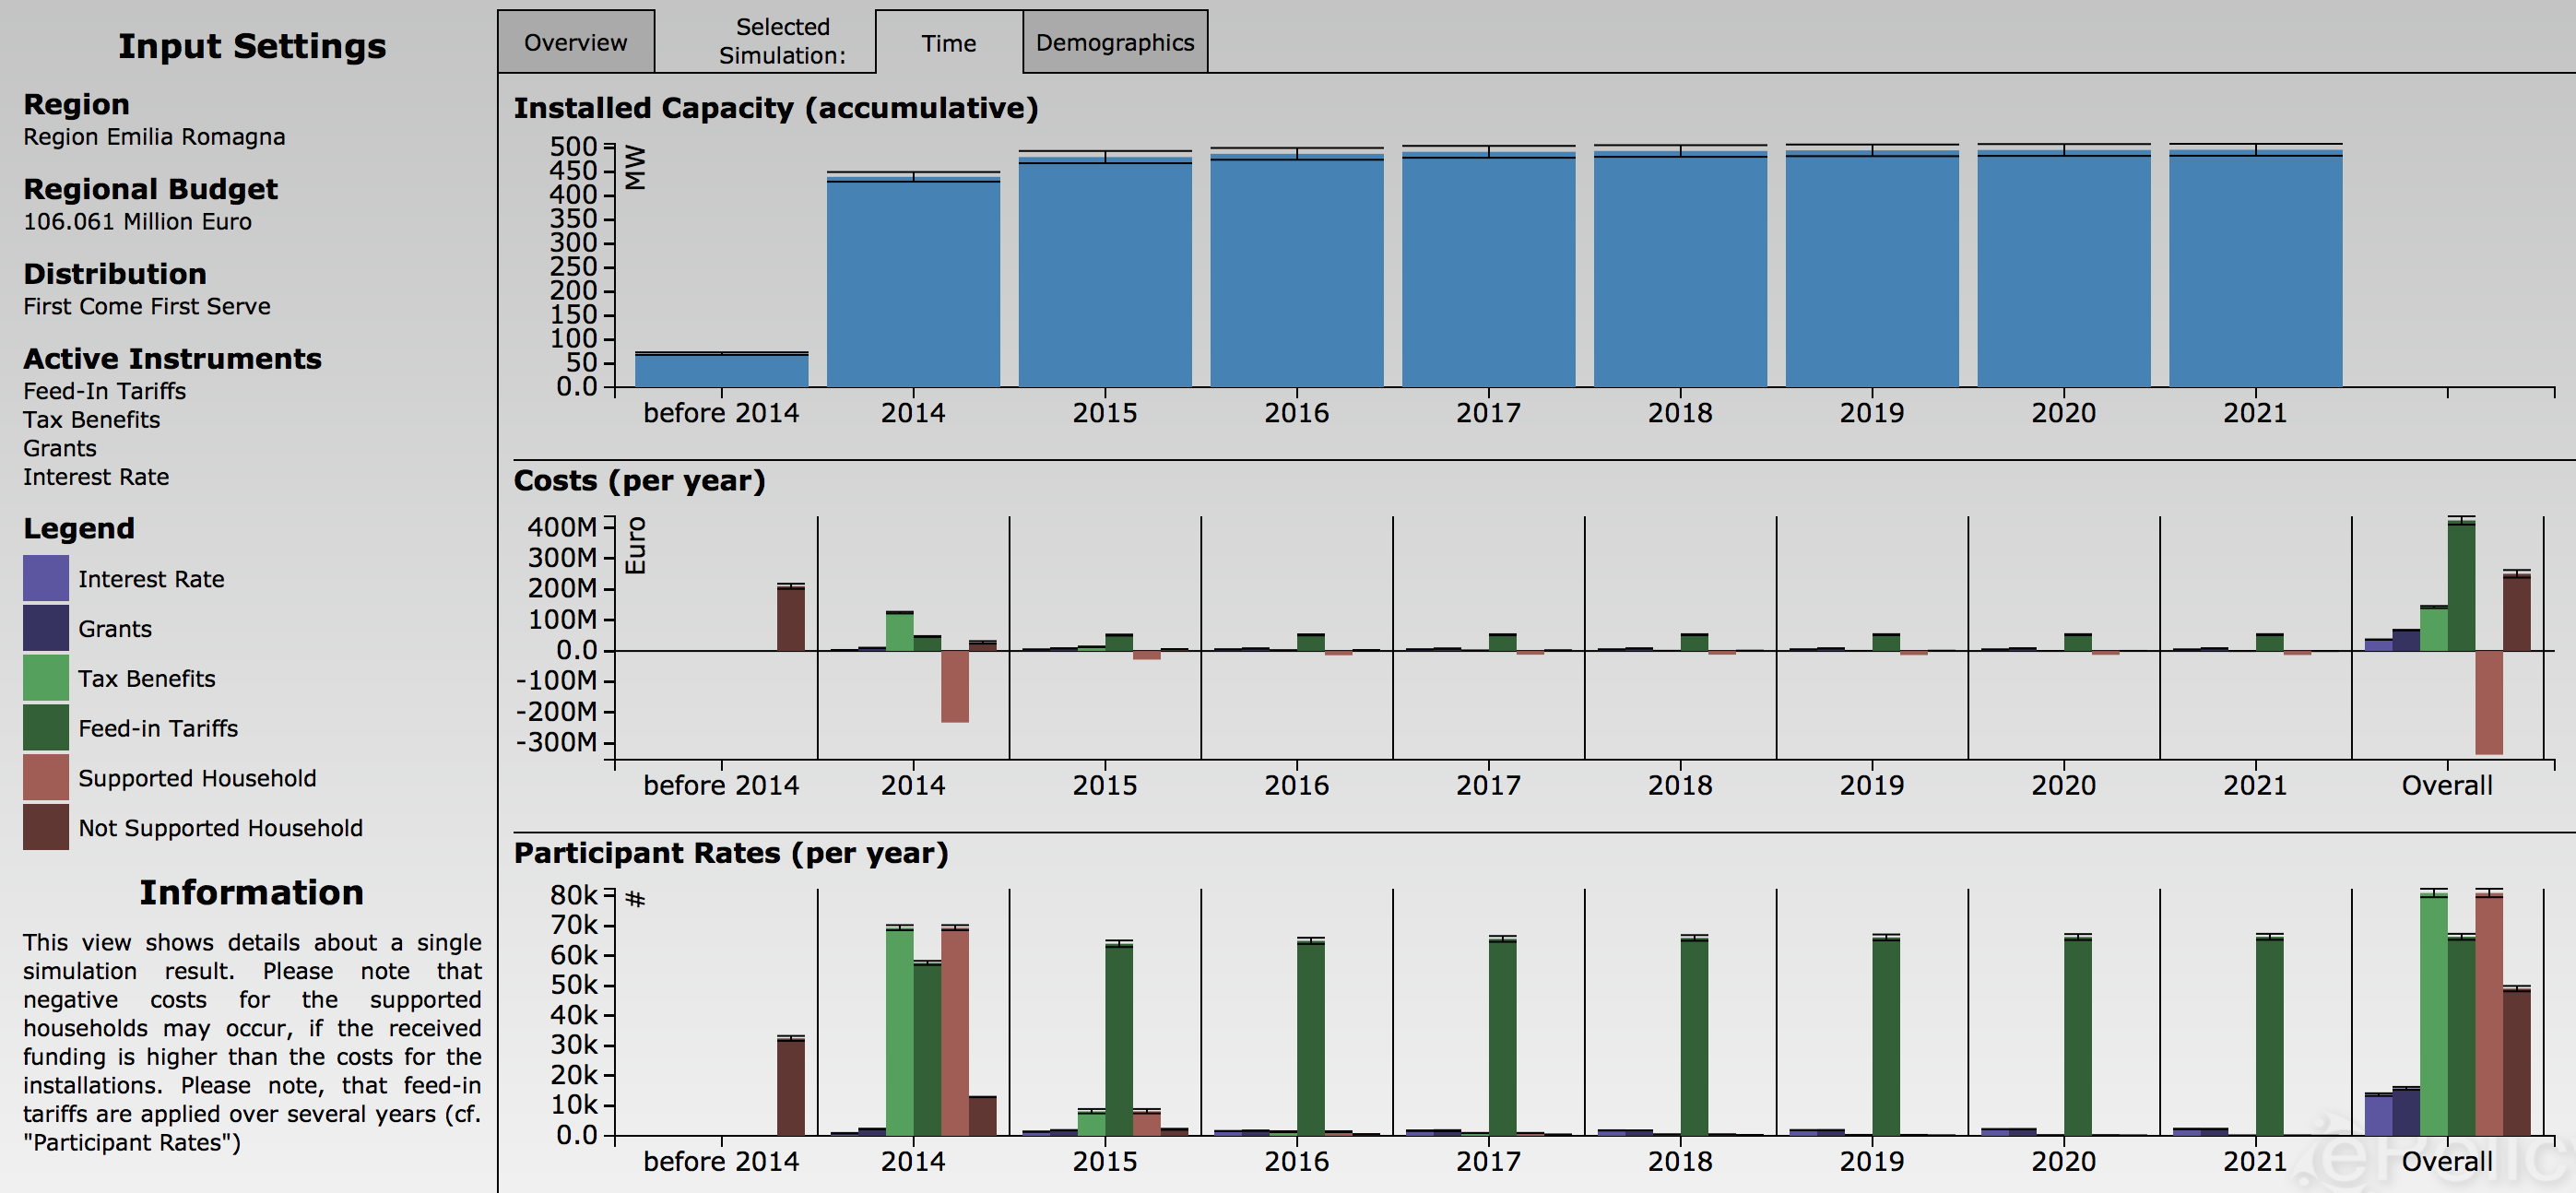 Input Settings
Region
Region Emilia Romagna
Regional Budget
106.061 Million Euro
Distribution
First Come First Serve
Active Instruments
Feed-In Tariffs
Tax Benefits
Grants
Interest Rate
Legend
Interest Rate
Grants
Tax Benefits
Feed-in Tariffs
Supported Household
Not Supported Household
Information
This view shows details about a single
simulation result. Please note that
negative costs for the supported
households may occur, if the received
funding is higher than the costs for the
installations. Please note, that feed-in
tariffs are applied over several years (cf.
"Participant Rates")
Overview
Selected
Simulation:
Time
Demographics
Installed Capacity (accumulative)
500
450
400
350
300
250
200
150
100
50
0.0
MW
before 2014 2014 2015 2016 2017 2018 2019 2020 2021
Costs (per year)
400M
300M
200M
100M
0.0
-100M
-200M
-300M
Euro
before 2014 2014 2015 2016 2017 2018 2019 2020 2021 Overall
Participant Rates (per year)
80k
70k
60k
50k
40k
30k
20k
10k
0.0
#
before 2014 2014 2015 2016 2017 2018 2019 2020 2021 Overall
ePolic